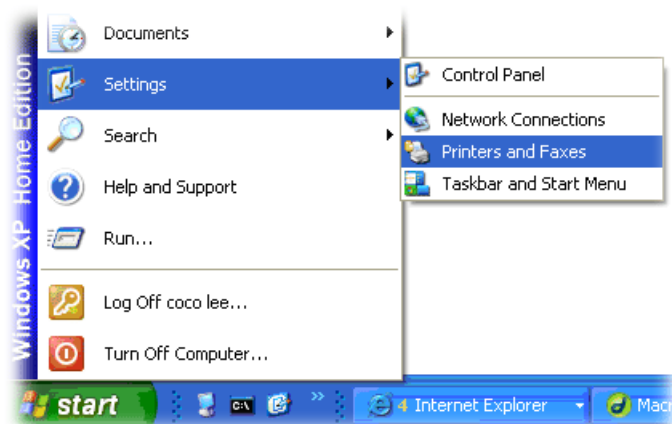 Documents
Settings
Search
Help and Support
Run...
Log Off coco lee...
Turn Off Computer...
Control Panel
Network Connections
Printers and Faxes
Taskbar and Start Menu
Windows XP Home Edition
start
C:\
»
4 Internet Explorer
Macr